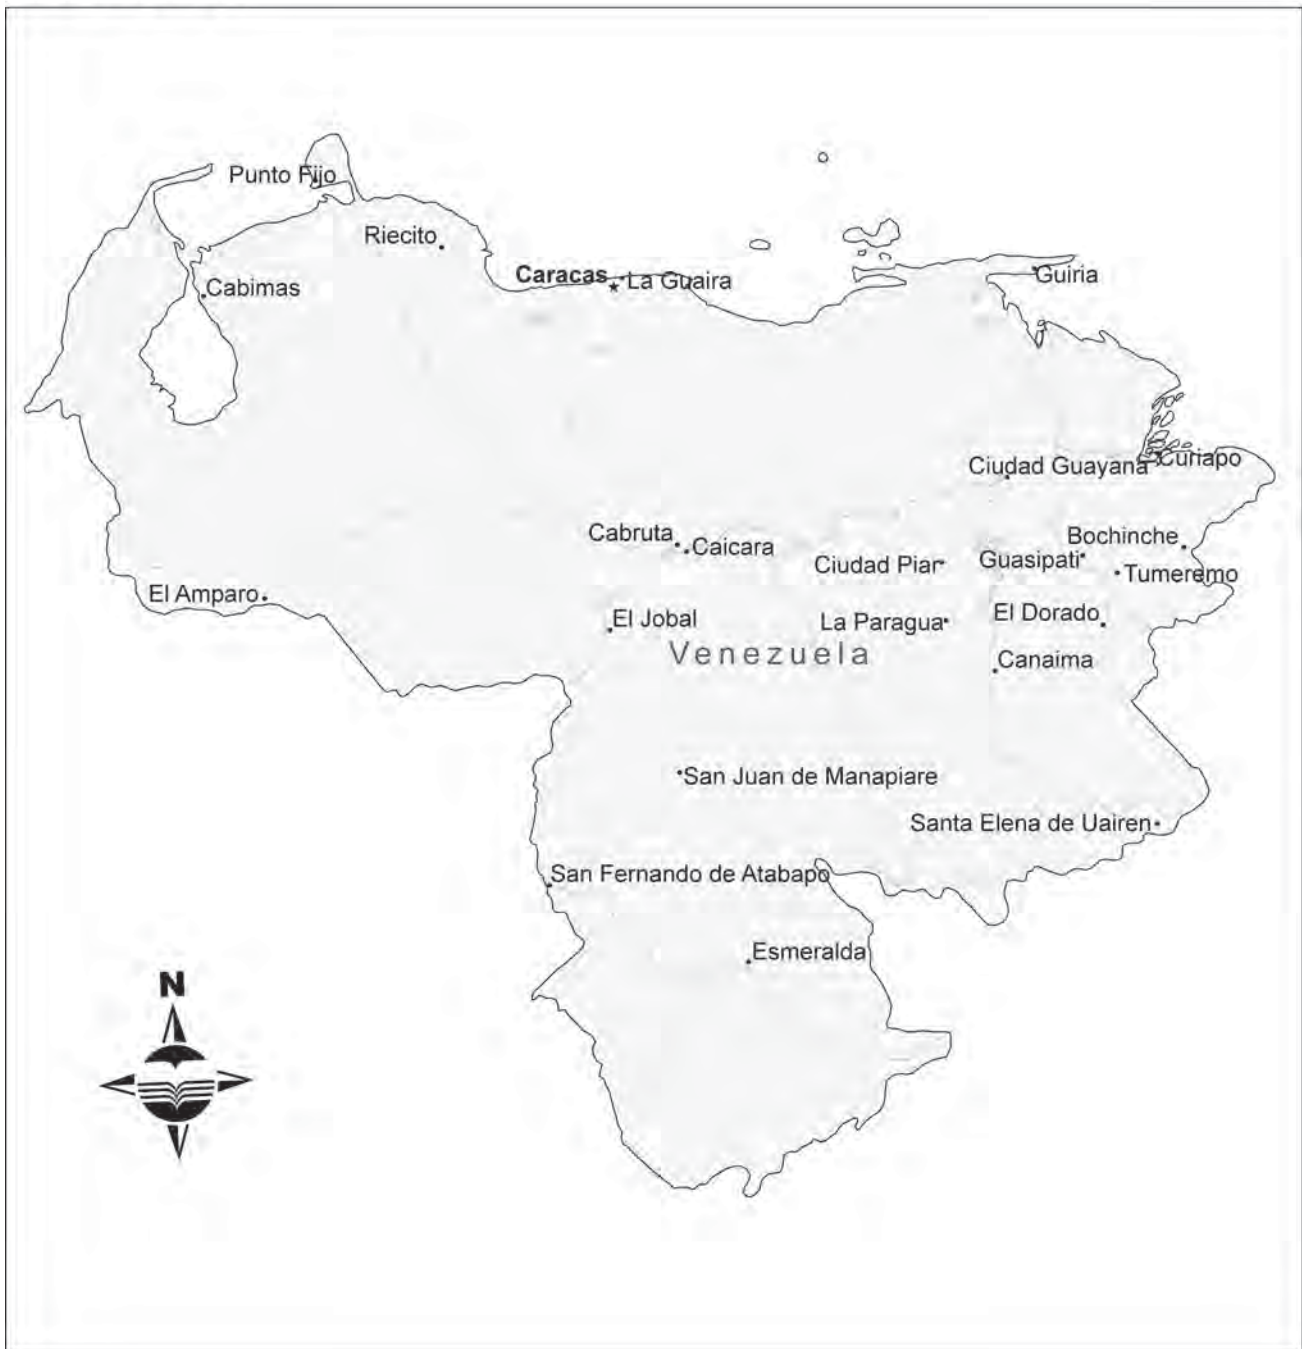 Punto Fijo
Riecito
Caracas
La Guaira
Guiria
Cabimas
Curiapo
Ciudad Guayana
Cabruta
Caicara
Bochinche
Ciudad Piar
Guasipati
Tumeremo
El Amparo
El Jobal
La Paragua
El Dorado
Venezuela
Canaima
San Juan de Manapiare
Santa Elena de Uairen
San Fernando de Atabapo
Esmeralda
N